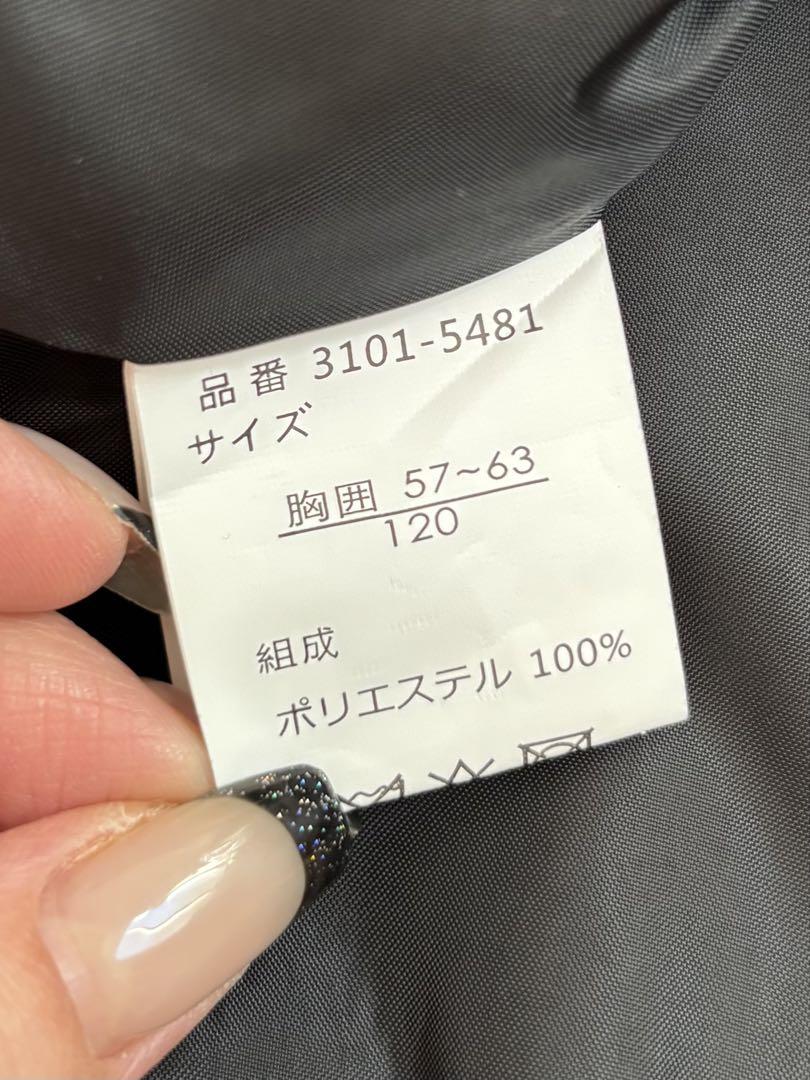 品番 3101-5481
サイズ
胸囲 57~63
120
組成
ポリエステル 100%